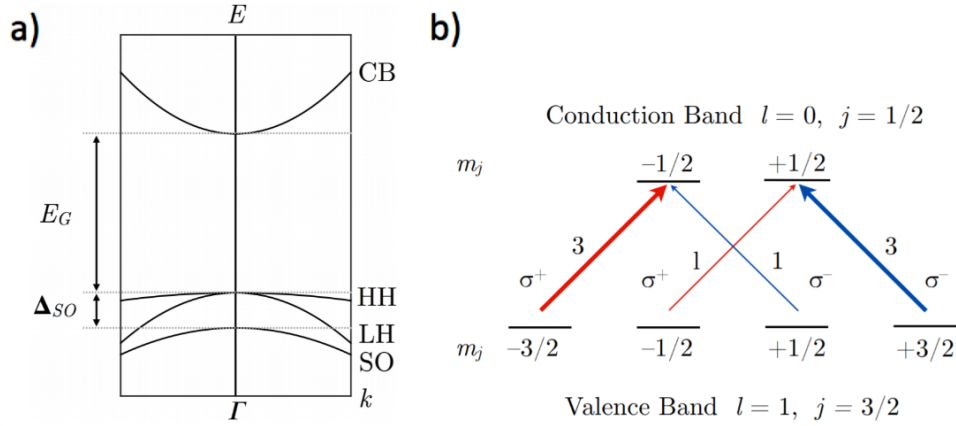 a)
E
CB
E_G
Δ_SO
HH
LH
SO
k
Γ
b)
Conduction Band l = 0, j = 1/2
m_j –1/2 +1/2
3 l 1 3
σ⁺ σ⁺ σ⁻ σ⁻
m_j –3/2 –1/2 +1/2 +3/2
Valence Band l = 1, j = 3/2